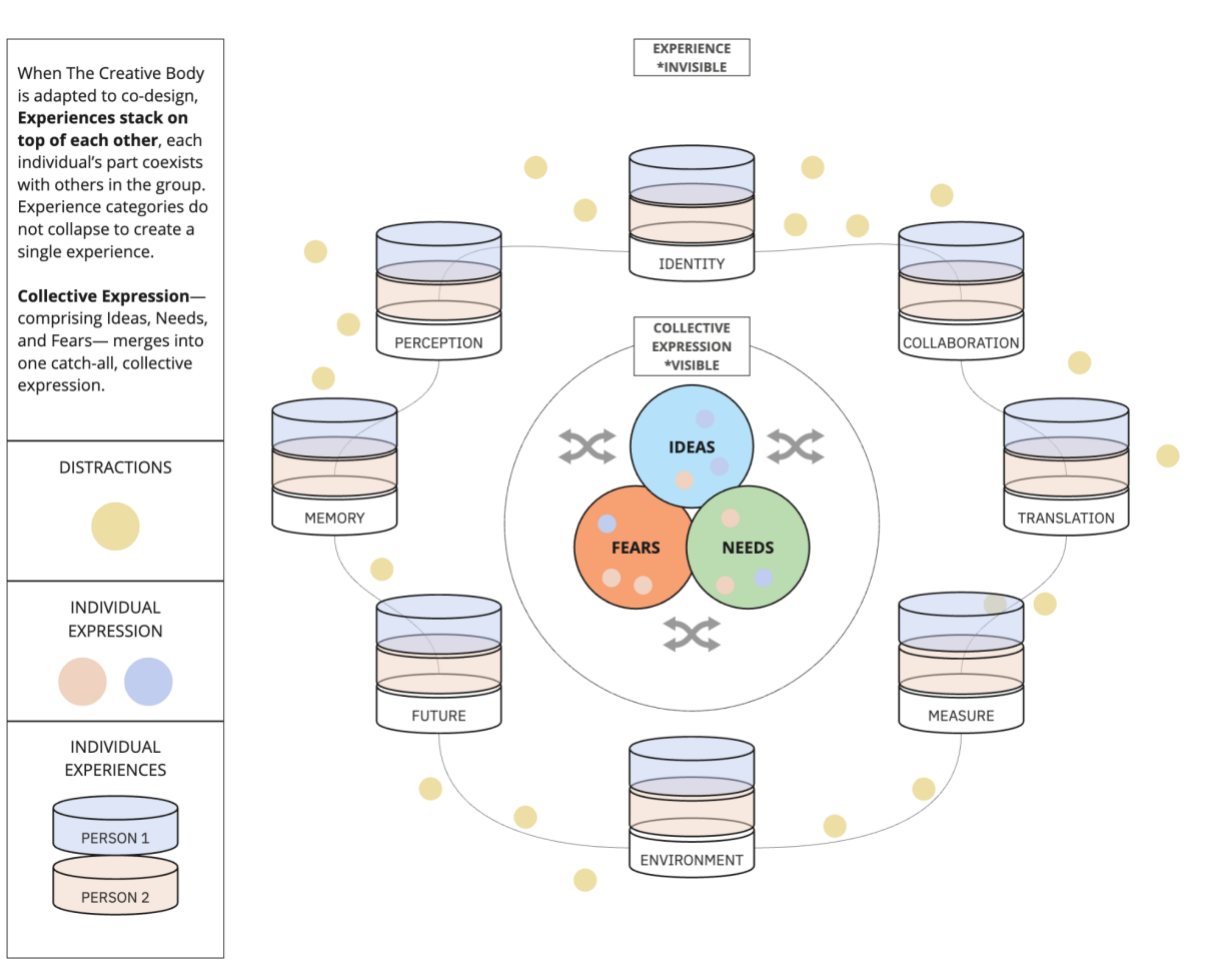 When The Creative Body
is adapted to co-design,
Experiences stack on
top of each other, each
individual's part coexists
with others in the group.
Experience categories do
not collapse to create a
single experience.
Collective Expression—
comprising Ideas, Needs,
and Fears— merges into
one catch-all, collective
expression.
DISTRACTIONS
INDIVIDUAL
EXPRESSION
INDIVIDUAL
EXPERIENCES
PERSON 1
PERSON 2
EXPERIENCE
*INVISIBLE
IDENTITY
PERCEPTION
COLLABORATION
COLLECTIVE
EXPRESSION
*VISIBLE
IDEAS
FEARS
NEEDS
MEMORY
TRANSLATION
FUTURE
MEASURE
ENVIRONMENT